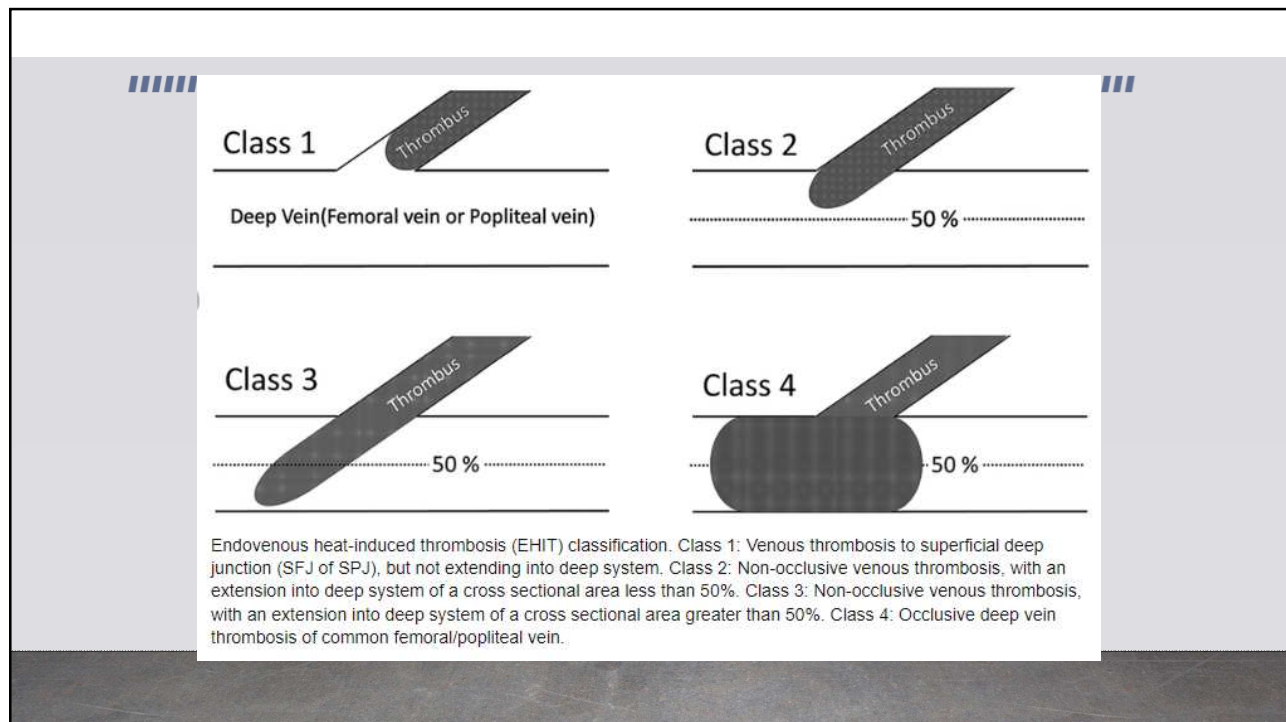 Class 1
Thrombus
Deep Vein(Femoral vein or Popliteal vein)
Class 2
Thrombus
50 %
Class 3
Thrombus
50 %
Class 4
Thrombus
50 %
Endovenous heat-induced thrombosis (EHIT) classification. Class 1: Venous thrombosis to superficial deep
junction (SFJ of SPJ), but not extending into deep system. Class 2: Non-occlusive venous thrombosis, with an
extension into deep system of a cross sectional area less than 50%. Class 3: Non-occlusive venous thrombosis,
with an extension into deep system of a cross sectional area greater than 50%. Class 4: Occlusive deep vein
thrombosis of common femoral/popliteal vein.